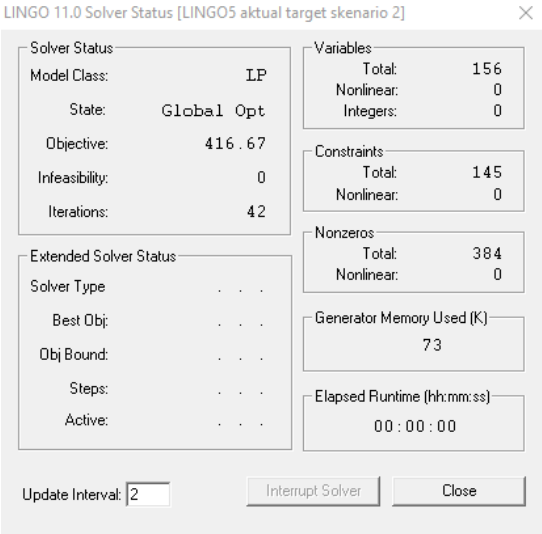 LINGO 11.0 Solver Status [LINGO5 aktual target skenario 2]
Solver Status
Model Class: LP
State: Global Opt
Objective: 416.67
Infeasibility: 0
Iterations: 42
Extended Solver Status
Solver Type . . .
Best Obj: . . .
Obj Bound: . . .
Steps: . . .
Active: . . .
Variables
Total: 156
Nonlinear: 0
Integers: 0
Constraints
Total: 145
Nonlinear: 0
Nonzeros
Total: 384
Nonlinear: 0
Generator Memory Used (K)
73
Elapsed Runtime (hh:mm:ss)
00:00:00
Update Interval: 2
Interrupt Solver
Close